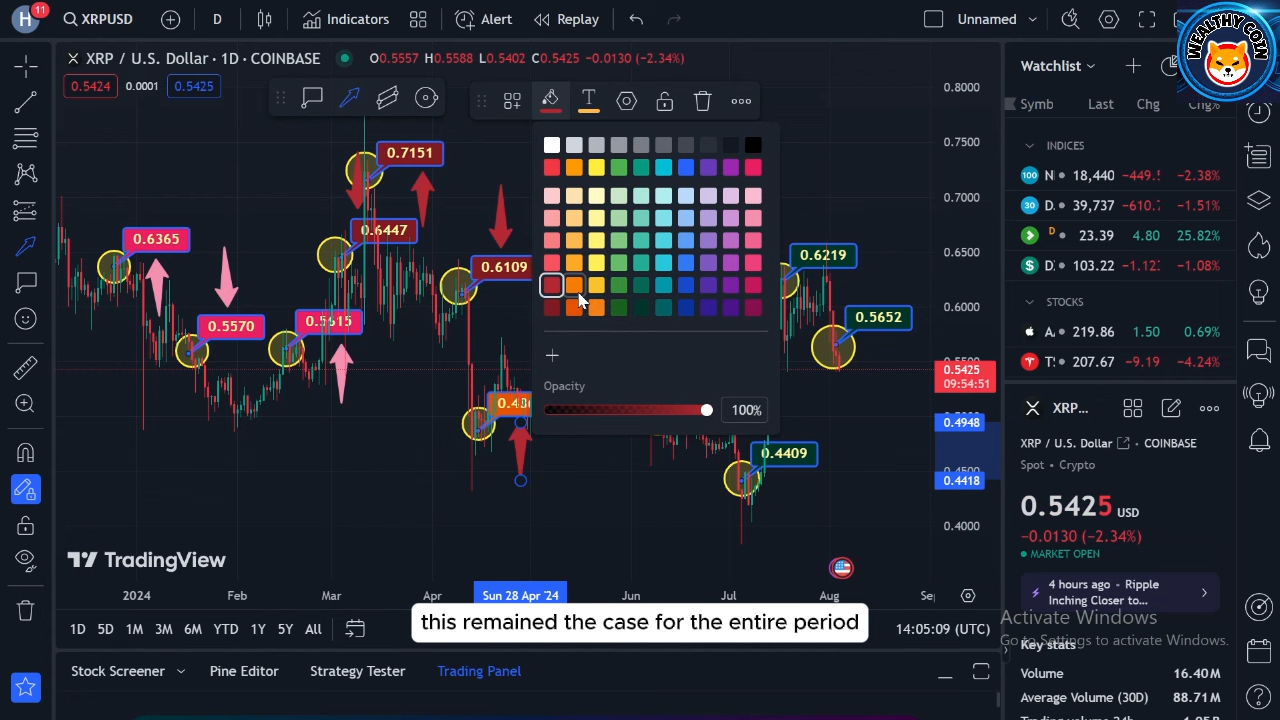 H 11 XRPUSD D Indicators Alert Replay Unnamed
WEALTHY COIN
XRP / U.S. Dollar · 1D · COINBASE O0.5557 H0.5588 L0.5402 C0.5425 −0.0130 (−2.34%)
0.5424 0.0001 0.5425
0.7151
0.6447
0.6365
0.6109
0.5570
0.5615
0.6219
0.5652
0.4409
Opacity
100%
0.8000
0.7500
0.7000
0.6500
0.6000
0.5425
09:54:51
0.4948
0.4418
0.4000
TradingView
2024 Feb Mar Apr Sun 28 Apr '24 Jun Jul Aug
1D 5D 1M 3M 6M YTD 1Y 5Y All 14:05:09 (UTC)
this remained the case for the entire period
Stock Screener Pine Editor Strategy Tester Trading Panel
Watchlist
Symb Last Chg Chg%
INDICES
100 N 18,440 −2.38%
30 D. 39,737 −1.51%
D 23.39 4.80 25.82%
$ D. 103.22 −1.08%
STOCKS
A. 219.86 1.50 0.69%
T: 207.67 −9.19 −4.24%
XRP...
XRP / U.S. Dollar · COINBASE
Spot • Crypto
0.5425 USD
−0.0130 (−2.34%)
MARKET OPEN
4 hours ago - Ripple
Inching Closer to...
Activate Windows
Go to Settings to activate Windows.
Key stats
Volume 16.40M
Average Volume (30D) 88.71M